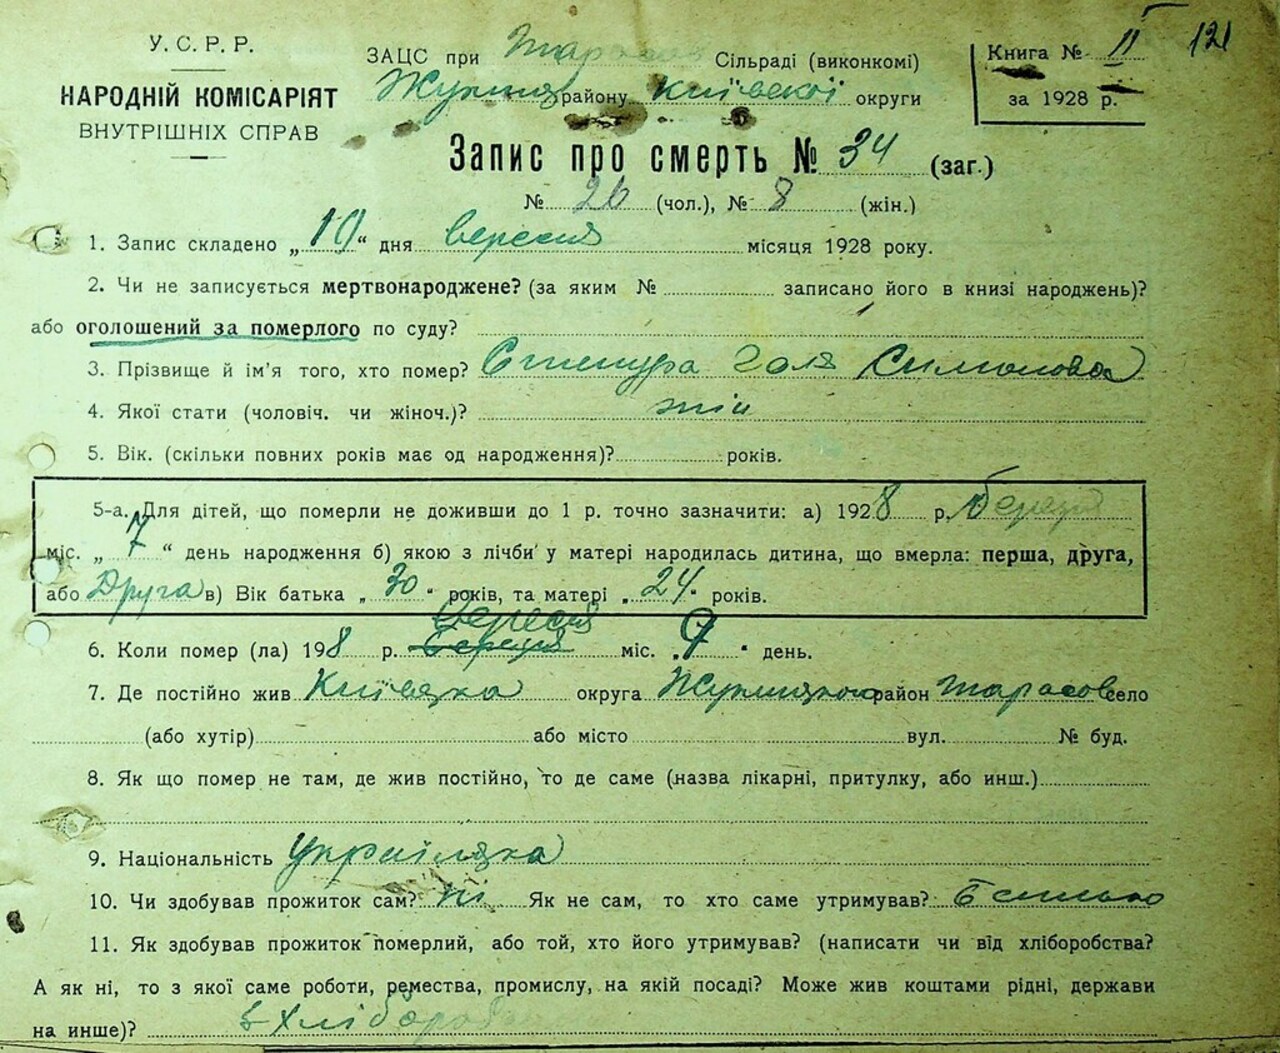 У. С. Р. Р.
НАРОДНІЙ КОМІСАРІЯТ
ВНУТРІШНІХ СПРАВ
ЗАЦС при Сільраді (виконкомі)
району Київскої округи
Книга № II 121
за 1928 р.
Запис про смерть № 34 (заг.)
№ 26 (чол.), № 8 (жін.)
1. Запис складено „ 10 “ дня вересня місяця 1928 року.
2. Чи не записується мертвонароджене? (за яким № записано його в книзі народжень)?
або оголошений за померлого по суду?
3. Прізвище й ім'я того, хто помер? Галя Симонова
4. Якої стати (чоловіч. чи жіноч.)? жін
5. Вік. (скільки повних років має од народження)? років.
5-а. Для дітей, що померли не доживши до 1 р. точно зазначити: а) 1928 р.
міс. „ 7 “ день народження б) якою з лічби у матері народилась дитина, що вмерла: перша, друга,
або Друга в) Вік батька „ 30 “ років, та матері „ 24 “ років.
вересня
6. Коли помер (ла) 198 р. міс. „ 9 “ день.
7. Де постійно жив округа район село
(або хутір) або місто вул. № буд.
8. Як що помер не там, де жив постійно, то де саме (назва лікарні, притулку, або инш.)
9. Національність Українка
10. Чи здобував прожиток сам? ні Як не сам, то хто саме утримував?
11. Як здобував прожиток померлий, або той, хто його утримував? (написати чи від хліборобства?
А як ні, то з якої саме роботи, ремества, промислу, на якій посаді? Може жив коштами рідні, держави
на инше)?